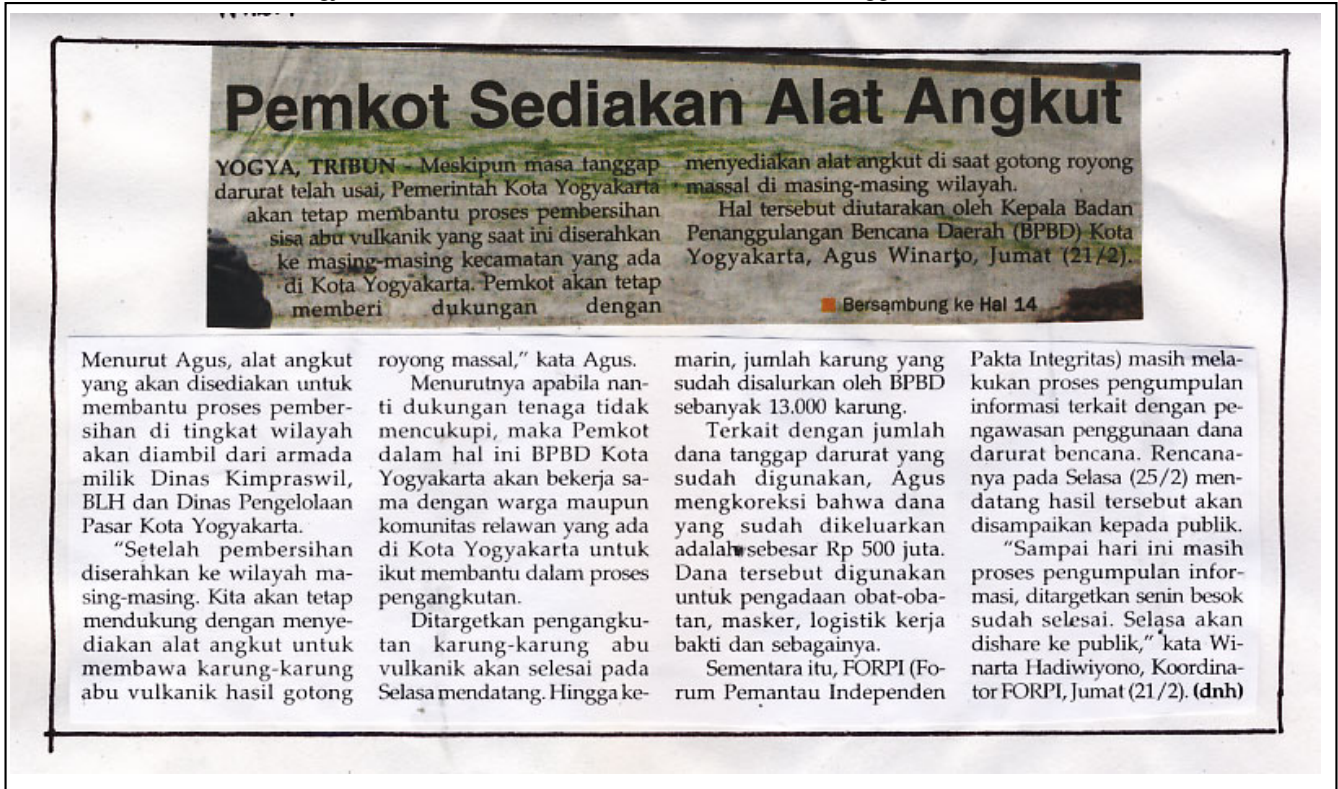 Pemkot Sediakan Alat Angkut
YOGYA, TRIBUN - Meskipun masa tanggap
darurat telah usai, Pemerintah Kota Yogyakarta
akan tetap membantu proses pembersihan
sisa abu vulkanik yang saat ini diserahkan
ke masing-masing kecamatan yang ada
di Kota Yogyakarta. Pemkot akan tetap
memberi dukungan dengan
menyediakan alat angkut di saat gotong royong
massal di masing-masing wilayah.
Hal tersebut diutarakan oleh Kepala Badan
Penanggulangan Bencana Daerah (BPBD) Kota
Yogyakarta, Agus Winarto, Jumat (21/2).
Bersambung ke Hal 14
Menurut Agus, alat angkut
yang akan disediakan untuk
membantu proses pember-
sihan di tingkat wilayah
akan diambil dari armada
milik Dinas Kimpraswil,
BLH dan Dinas Pengelolaan
Pasar Kota Yogyakarta.
"Setelah pembersihan
diserahkan ke wilayah ma-
sing-masing. Kita akan tetap
mendukung dengan menye-
diakan alat angkut untuk
membawa karung-karung
abu vulkanik hasil gotong
royong massal," kata Agus.
Menurutnya apabila nan-
ti dukungan tenaga tidak
mencukupi, maka Pemkot
dalam hal ini BPBD Kota
Yogyakarta akan bekerja sa-
ma dengan warga maupun
komunitas relawan yang ada
di Kota Yogyakarta untuk
ikut membantu dalam proses
pengangkutan.
Ditargetkan pengangku-
tan karung-karung abu
vulkanik akan selesai pada
Selasa mendatang. Hingga ke-
marin, jumlah karung yang
sudah disalurkan oleh BPBD
sebanyak 13.000 karung.
Terkait dengan jumlah
dana tanggap darurat yang
sudah digunakan, Agus
mengkoreksi bahwa dana
yang sudah dikeluarkan
adalah sebesar Rp 500 juta.
Dana tersebut digunakan
untuk pengadaan obat-oba-
tan, masker, logistik kerja
bakti dan sebagainya.
Sementara itu, FORPI (Fo-
rum Pemantau Independen
Pakta Integritas) masih mela-
kukan proses pengumpulan
informasi terkait dengan pe-
ngawasan penggunaan dana
darurat bencana. Rencana-
nya pada Selasa (25/2) men-
datang hasil tersebut akan
disampaikan kepada publik.
"Sampai hari ini masih
proses pengumpulan infor-
masi, ditargetkan senin besok
sudah selesai. Selasa akan
dishare ke publik," kata Wi-
narta Hadiwiyono, Koordina-
tor FORPI, Jumat (21/2). (dnh)